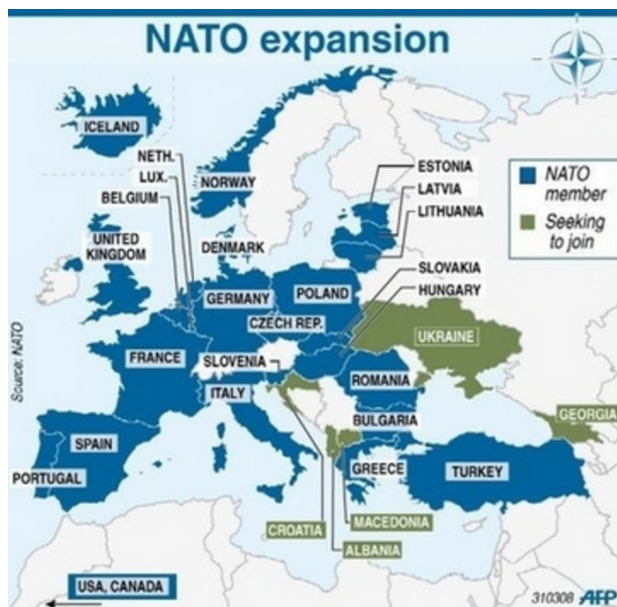 NATO expansion
ICELAND
NETH.
LUX.
BELGIUM
NORWAY
ESTONIA
LATVIA
LITHUANIA
NATO
member
Seeking
to join
UNITED
KINGDOM
DENMARK
SLOVAKIA
HUNGARY
GERMANY
POLAND
CZECH REP.
UKRAINE
FRANCE
SLOVENIA
Source: NATO
ITALY
ROMANIA
BULGARIA
GEORGIA
SPAIN
PORTUGAL
GREECE
TURKEY
CROATIA
MACEDONIA
ALBANIA
USA, CANADA
310308 AFP